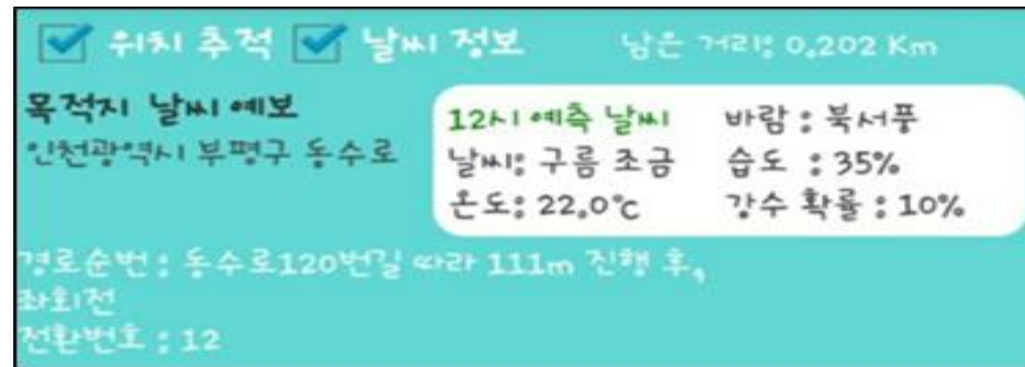 위치 추적 날씨 정보 남은 거리: 0.202 Km
목적지 날씨 예보
인천광역시 부평구 동수로
12시 예측 날씨 바람 : 북서풍
날씨: 구름 조금 습도 : 35%
온도: 22.0℃ 강수 확률 : 10%
경로순번 : 동수로120번길 따라 111m 진행 후,
좌회전
전환번호 : 12